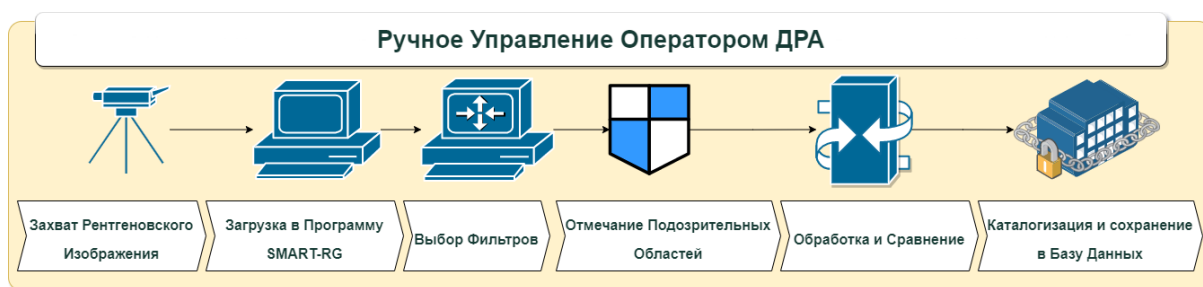 Ручное Управление Оператором ДРА
Захват Рентгеновского
Изображения
Загрузка в Программу
SMART-RG
Выбор Фильтров
Отмечание Подозрительных
Областей
Обработка и Сравнение
Каталогизация и сохранение
в Базу Данных